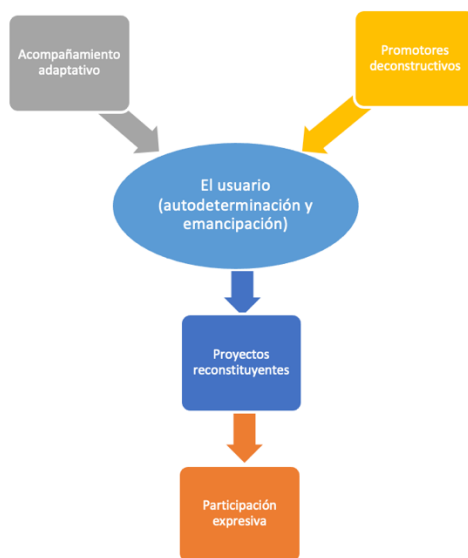 Acompañamiento
adaptativo
Promotores
deconstructivos
El usuario
(autodeterminación y
emancipación)
Proyectos
reconstituyentes
Participación
expresiva